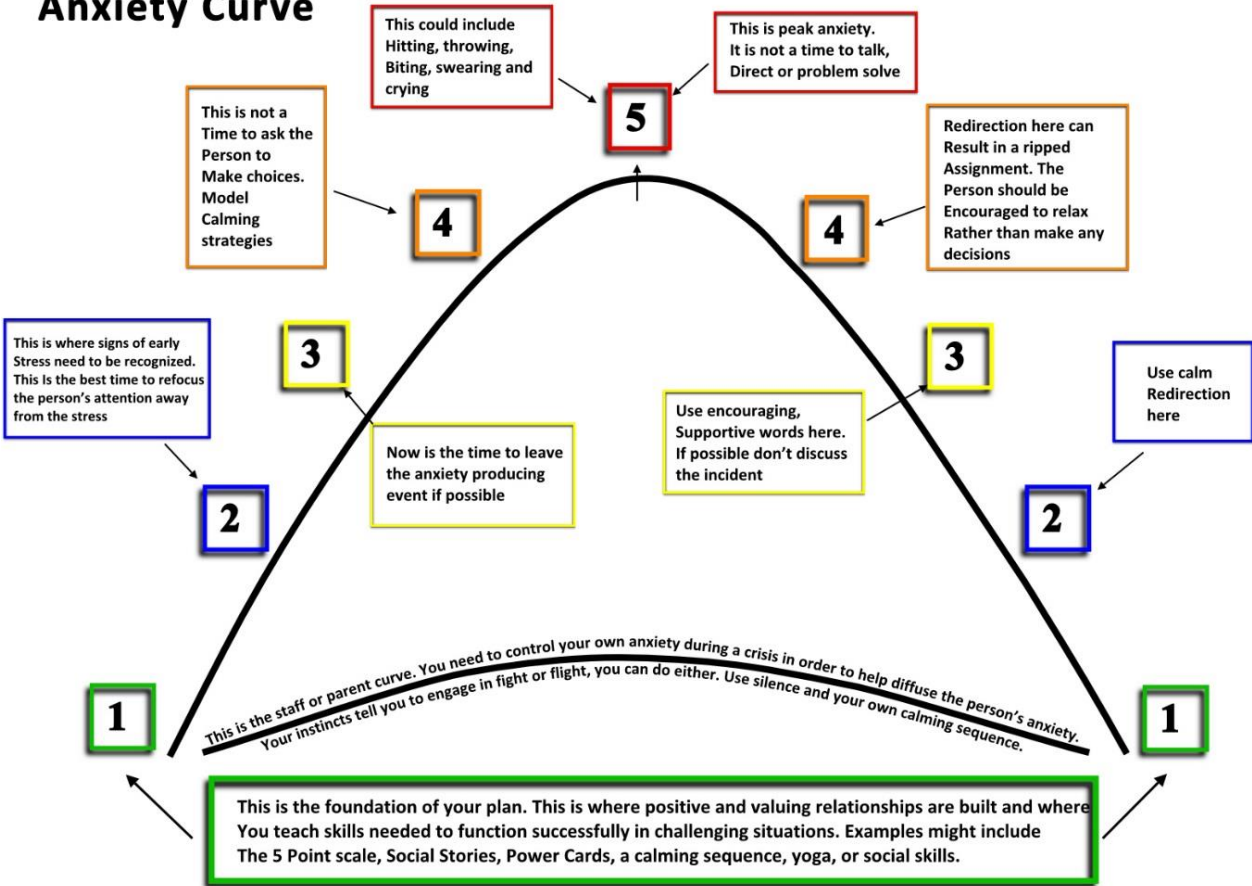 Anxiety Curve
This could include
Hitting, throwing,
Biting, swearing and
crying
This is peak anxiety.
It is not a time to talk,
Direct or problem solve
5
This is not a
Time to ask the
Person to
Make choices.
Model
Calming
strategies
4
4
Redirection here can
Result in a ripped
Assignment. The
Person should be
Encouraged to relax
Rather than make any
decisions
This is where signs of early
Stress need to be recognized.
This Is the best time to refocus
the person's attention away
from the stress
3
3
Now is the time to leave
the anxiety producing
event if possible
Use encouraging,
Supportive words here.
If possible don't discuss
the incident
Use calm
Redirection
here
2
2
This is the staff or parent curve. You need to control your own anxiety during a crisis in order to help diffuse the person's anxiety.
Your instincts tell you to engage in fight or flight, you can do either. Use silence and your own calming sequence.
1
1
This is the foundation of your plan. This is where positive and valuing relationships are built and where
You teach skills needed to function successfully in challenging situations. Examples might include
The 5 Point scale, Social Stories, Power Cards, a calming sequence, yoga, or social skills.